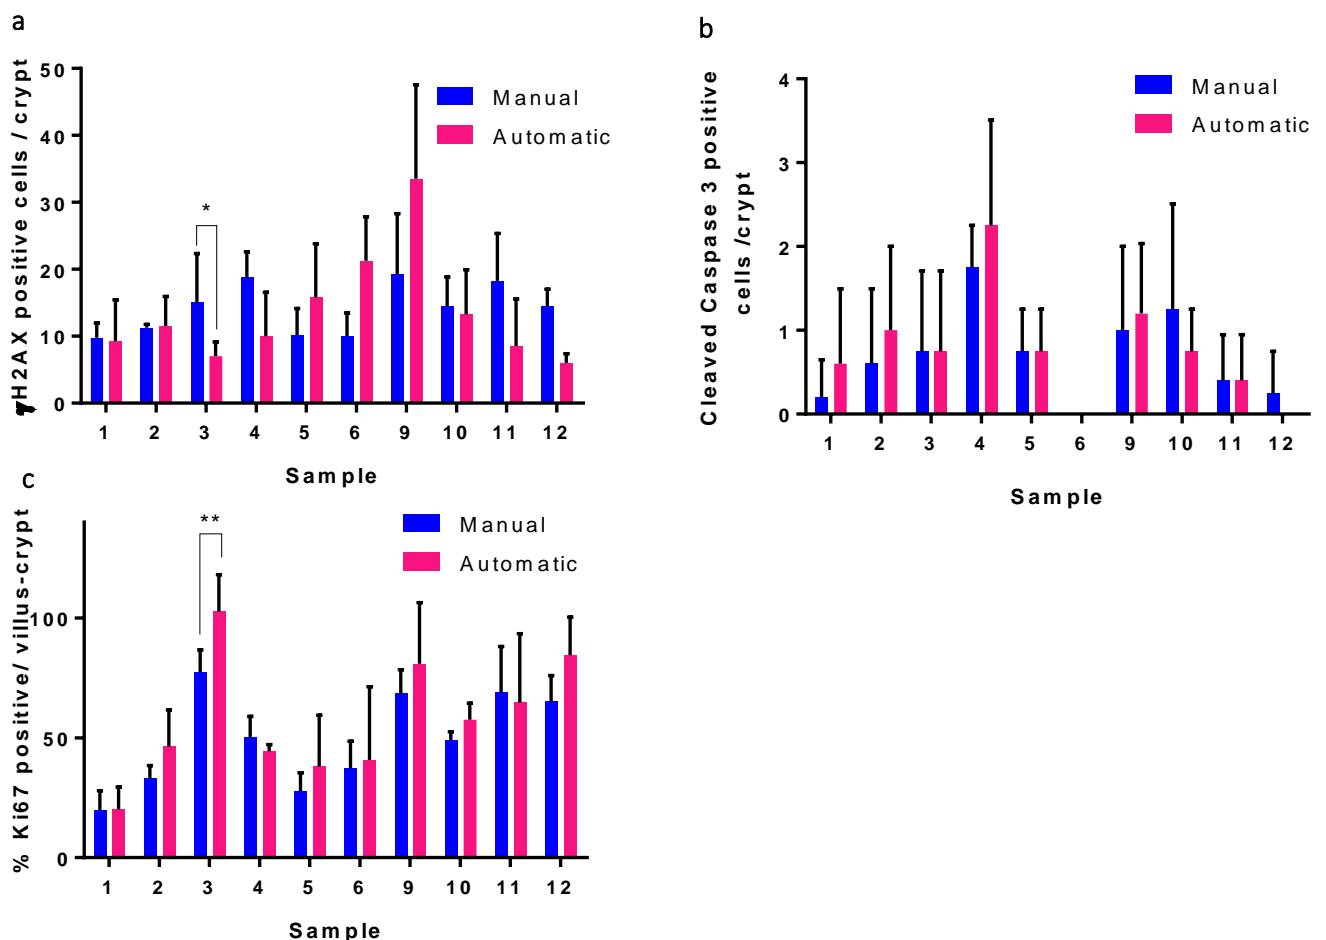 a
γH2AX positive cells / crypt
50
40
30
20
10
0
Manual
Automatic
*
1 2 3 4 5 6 9 10 11 12
Sample
b
Cleaved Caspase 3 positive
cells /crypt
4
3
2
1
0
Manual
Automatic
1 2 3 4 5 6 9 10 11 12
Sample
c
% Ki67 positive/ villus-crypt
100
50
0
**
Manual
Automatic
1 2 3 4 5 6 9 10 11 12
Sample